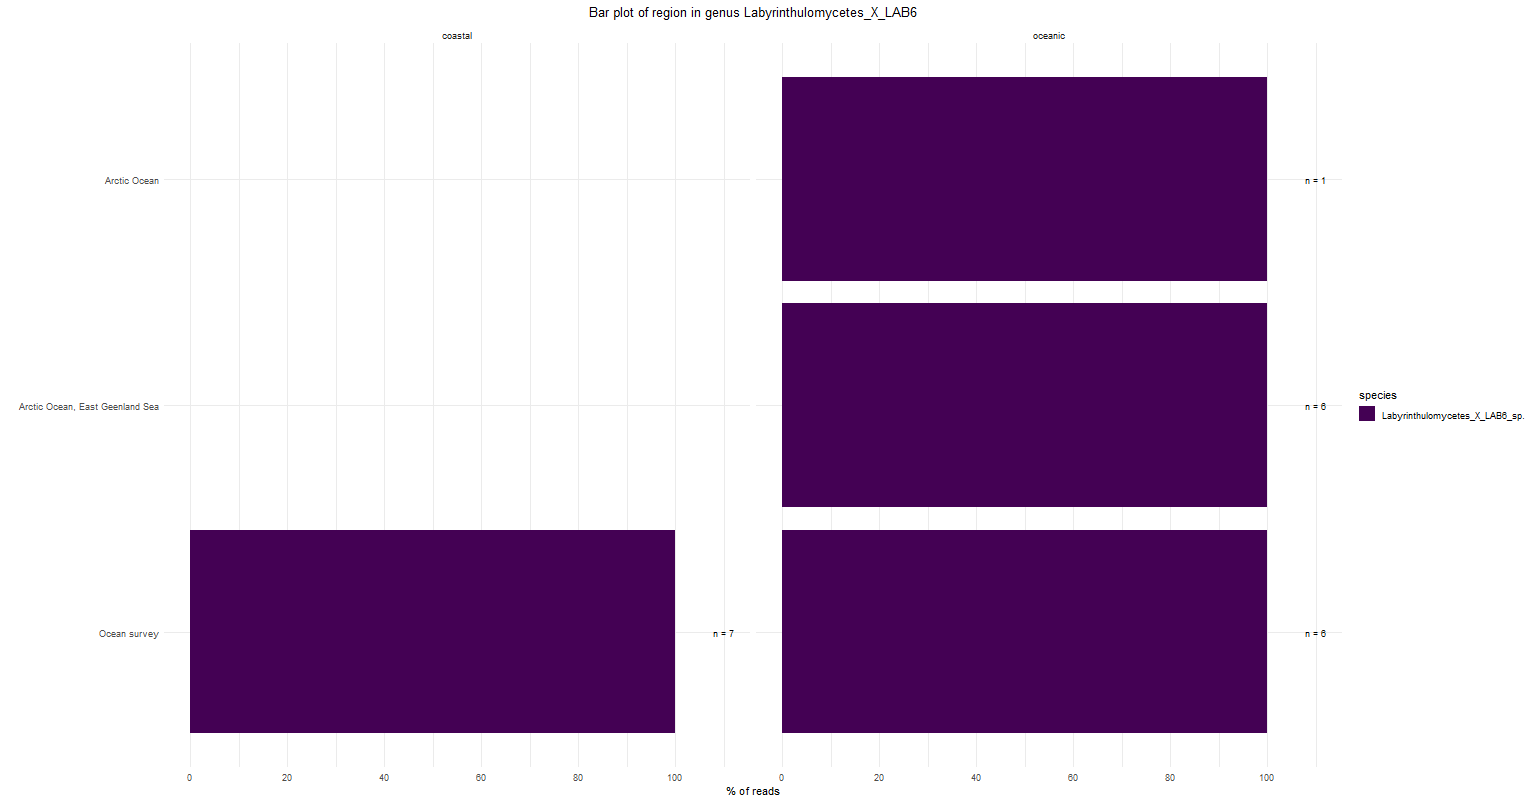 Bar plot of region in genus Labyrinthulomycetes_X_LAB6
coastal
oceanic
Arctic Ocean
n = 1
Arctic Ocean, East Geenland Sea
n = 6
species
Labyrinthulomycetes_X_LAB6_sp.
Ocean survey
n = 7
n = 6
0 20 40 60 80 100
0 20 40 60 80 100
% of reads